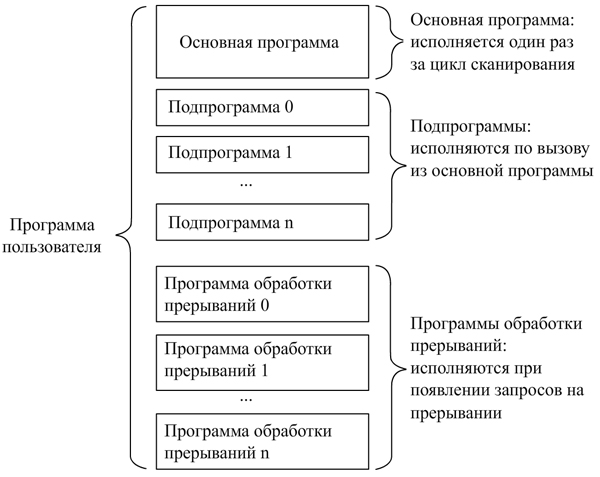 Основная программа
Основная программа:
исполняется один раз
за цикл сканирования
Подпрограмма 0
Подпрограмма 1
...
Подпрограмма n
Подпрограммы:
исполняются по вызову
из основной программы
Программа
пользователя
Программа обработки
прерываний 0
Программа обработки
прерываний 1
...
Программа обработки
прерываний n
Программы обработки
прерываний:
исполняются при
появлении запросов на
прерывании